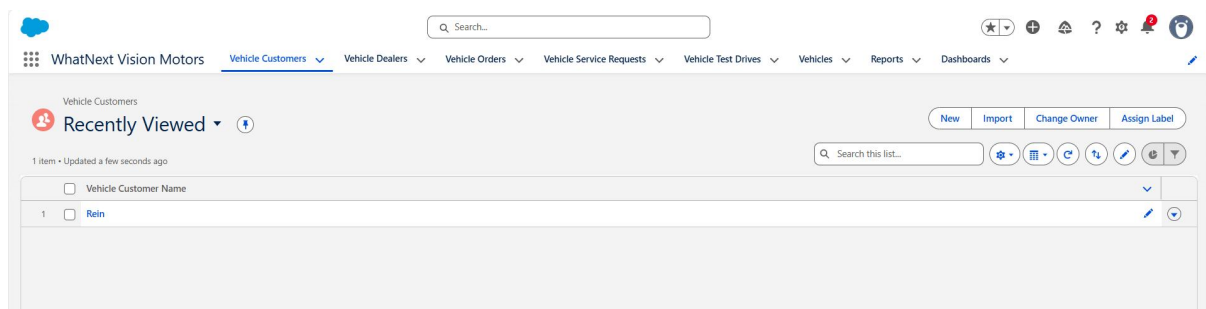 Search...
2
WhatNext Vision Motors Vehicle Customers Vehicle Dealers Vehicle Orders Vehicle Service Requests Vehicle Test Drives Vehicles Reports Dashboards
Vehicle Customers
Recently Viewed
New Import Change Owner Assign Label
1 item • Updated a few seconds ago
Search this list...
Vehicle Customer Name
1 Rein